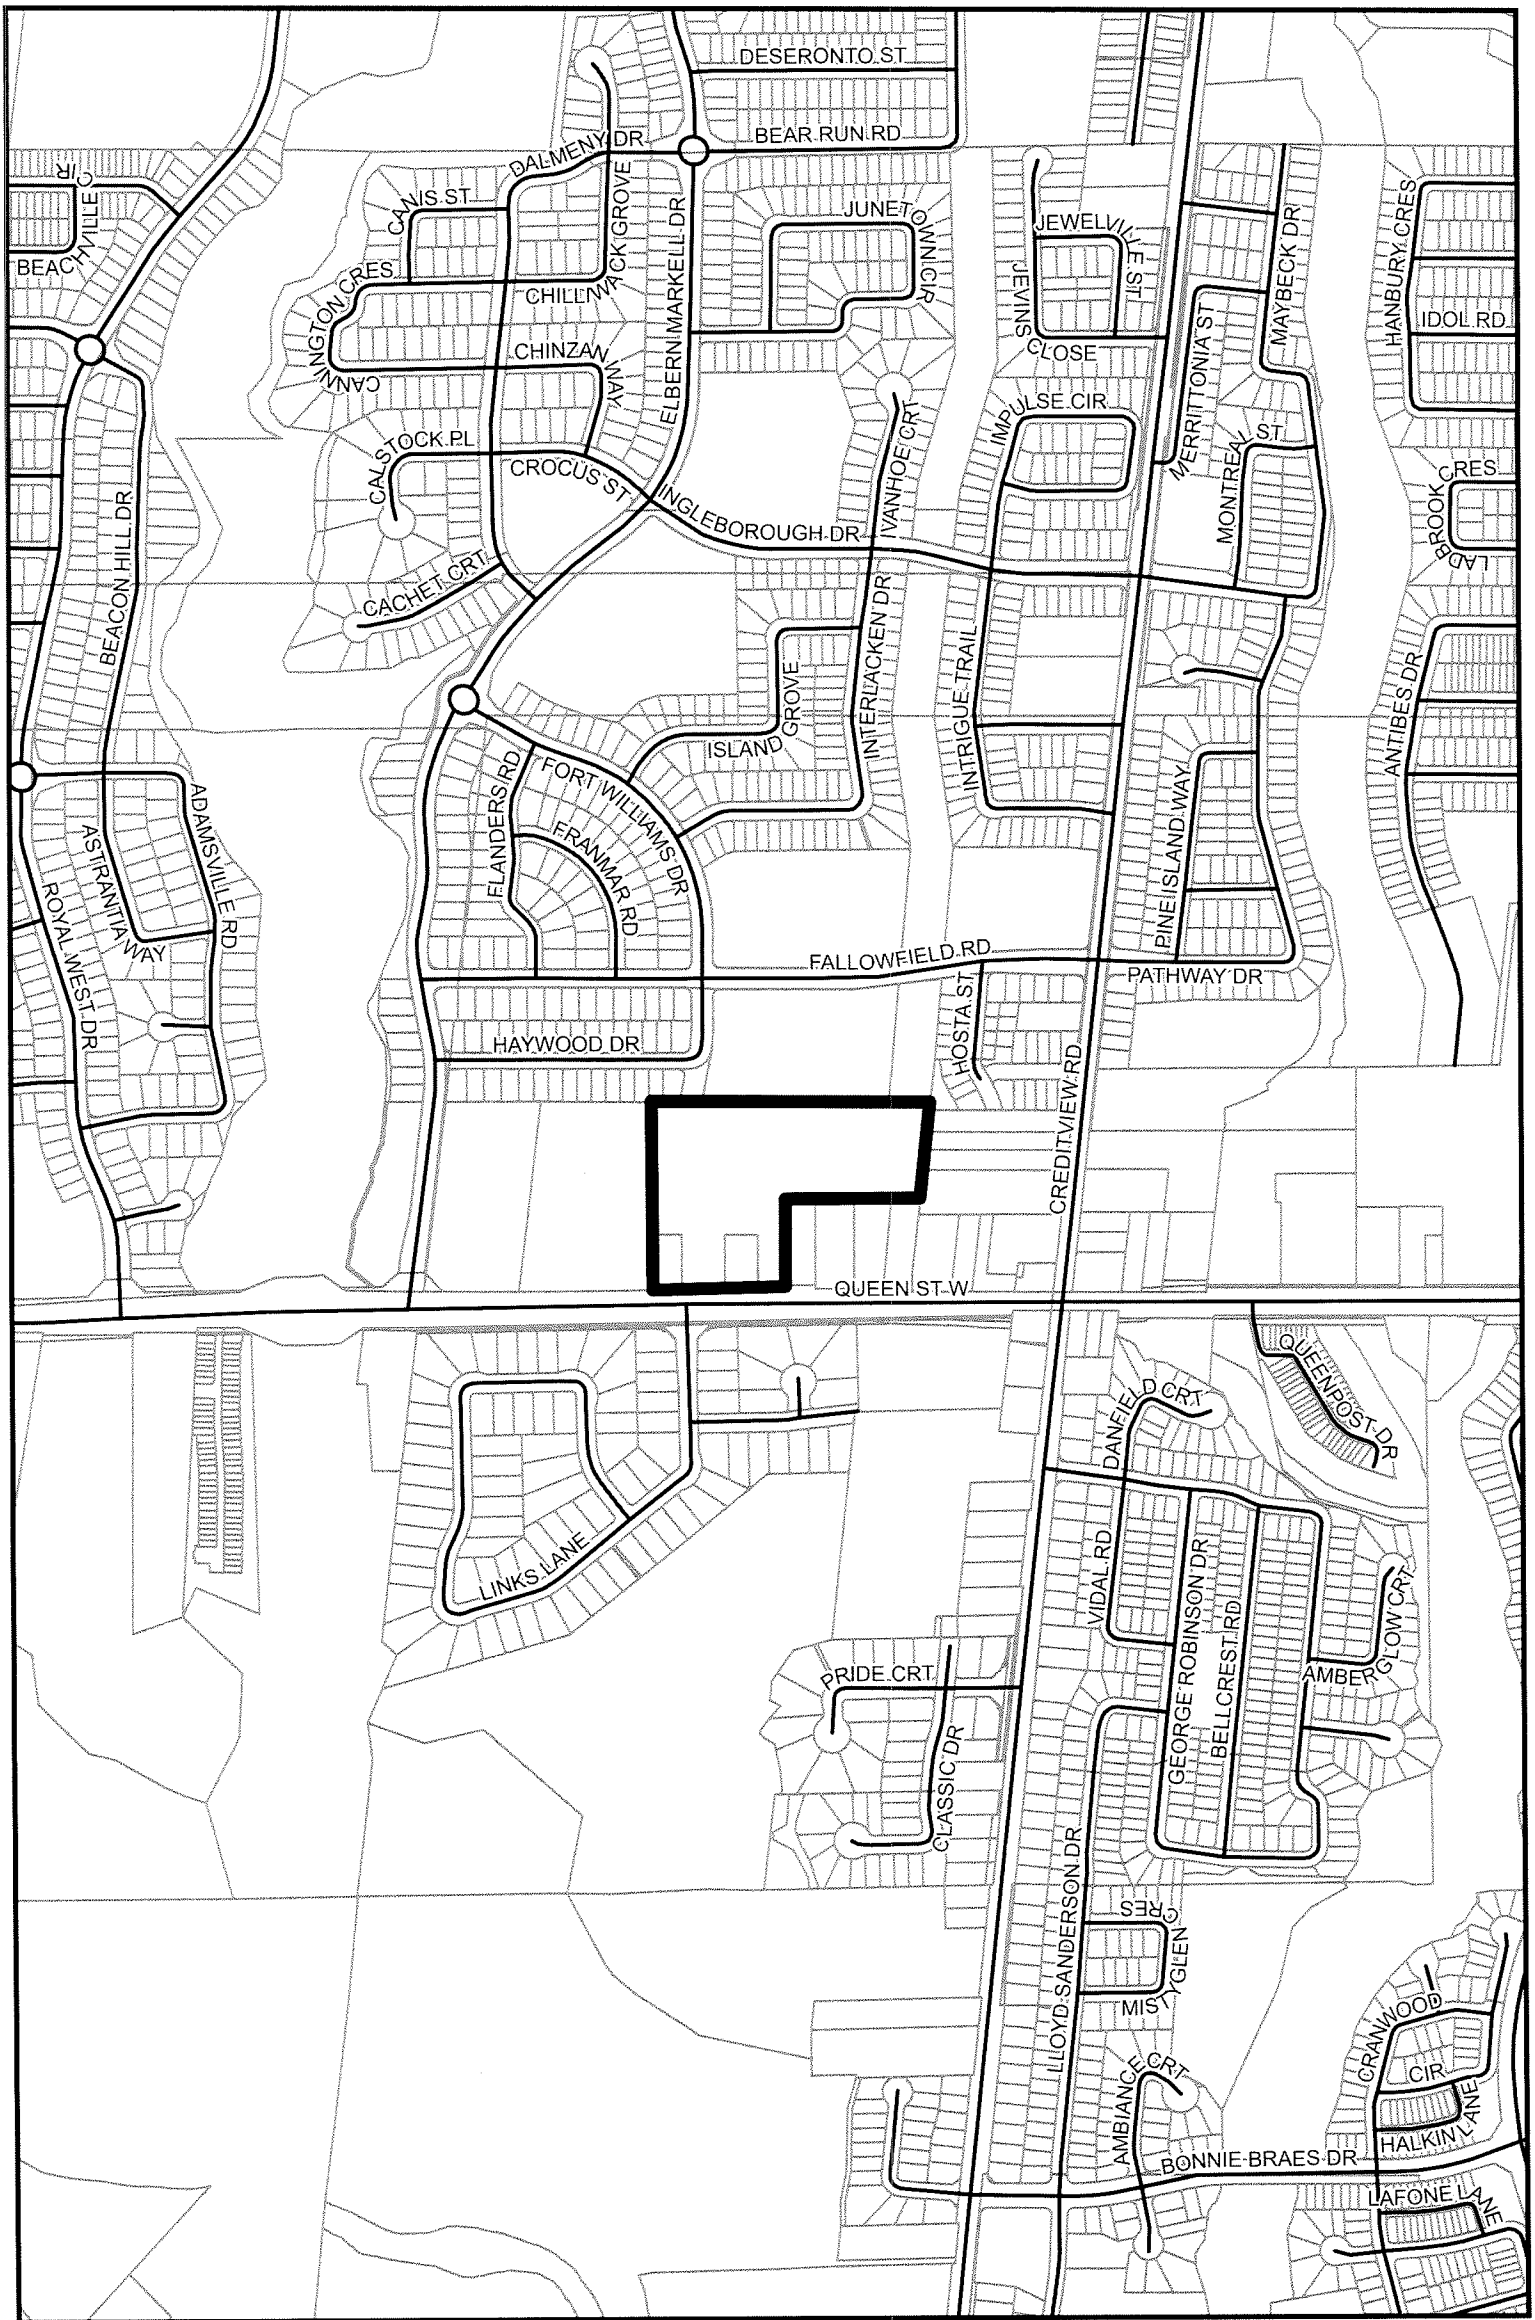 DESERONTO ST
BEAR RUN RD
DALMENY DR
CHILLIWACK GROVE
CANIS ST
ELBERN MARKELL DR
JUNETOWN CIR
JEWELVILLE ST
JEVINS CLOSE
MAYBECK DR
HANBURY CRES
BEACHVILLE CIR
CANNINGTON CRES
CHINZAW WAY
IDOL RD
MERRITTONIA ST
IMPULSE CIR
IVANHOE CRT
CALSTOCK PL
CROCUS ST
INGLEBOROUGH DR
MONTREAL ST
LADBROOK CRES
LADB
BEACON HILL DR
CACHET CRT
INTERLACKEN DR
INTRIGUE TRAIL
ISLAND GROVE
ANTIBES DR
FLANDERS RD
FORT WILLIAMS DR
FRANMAR RD
PINE ISLAND WAY
ADAMSVILLE RD
ASTRANTIA WAY
ROYAL WEST DR
FALLOWFIELD RD
PATHWAY DR
HAYWOOD DR
HOSTA ST
CREDITVIEW RD
QUEEN ST W
QUEENPOST DR
DANFIELD CRT
LINKS LANE
VIDAL RD
GEORGE ROBINSON DR
BELLCREST RD
AMBERGLOW CRT
PRIDE CRT
CLASSIC DR
LLOYD SANDERSON DR
MISTYGLEN CRES
CRANWOOD CIR
AMBIANCE CRT
HALKIN LANE
BONNIE BRAES DR
LAFONE LANE